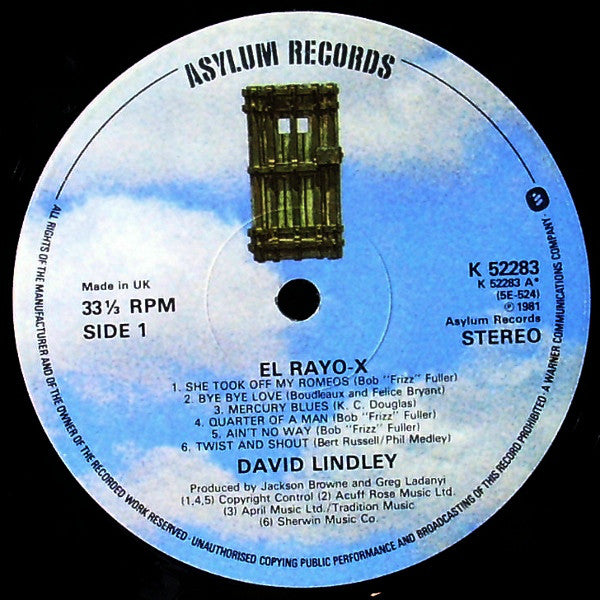 ASYLUM RECORDS
Made in UK
33⅓ RPM
SIDE 1
K 52283
K 52283 A*
(5E-524)
℗ 1981
Asylum Records
STEREO
EL RAYO-X
1. SHE TOOK OFF MY ROMEOS (Bob "Frizz" Fuller)
2. BYE BYE LOVE (Boudleaux and Felice Bryant)
3. MERCURY BLUES (K. C. Douglas)
4. QUARTER OF A MAN (Bob "Frizz" Fuller)
5. AIN'T NO WAY (Bob "Frizz" Fuller)
6. TWIST AND SHOUT (Bert Russell/Phil Medley)
DAVID LINDLEY
Produced by Jackson Browne and Greg Ladanyi
(1,4,5) Copyright Control (2) Acuff Rose Music Ltd.
(3) April Music Ltd./Tradition Music
(6) Sherwin Music Co.
ALL RIGHTS OF THE MANUFACTURER AND OF THE OWNER OF THE RECORDED WORK RESERVED · UNAUTHORISED COPYING PUBLIC PERFORMANCE AND BROADCASTING OF THIS RECORD PROHIBITED · A WARNER COMMUNICATIONS COMPANY ·